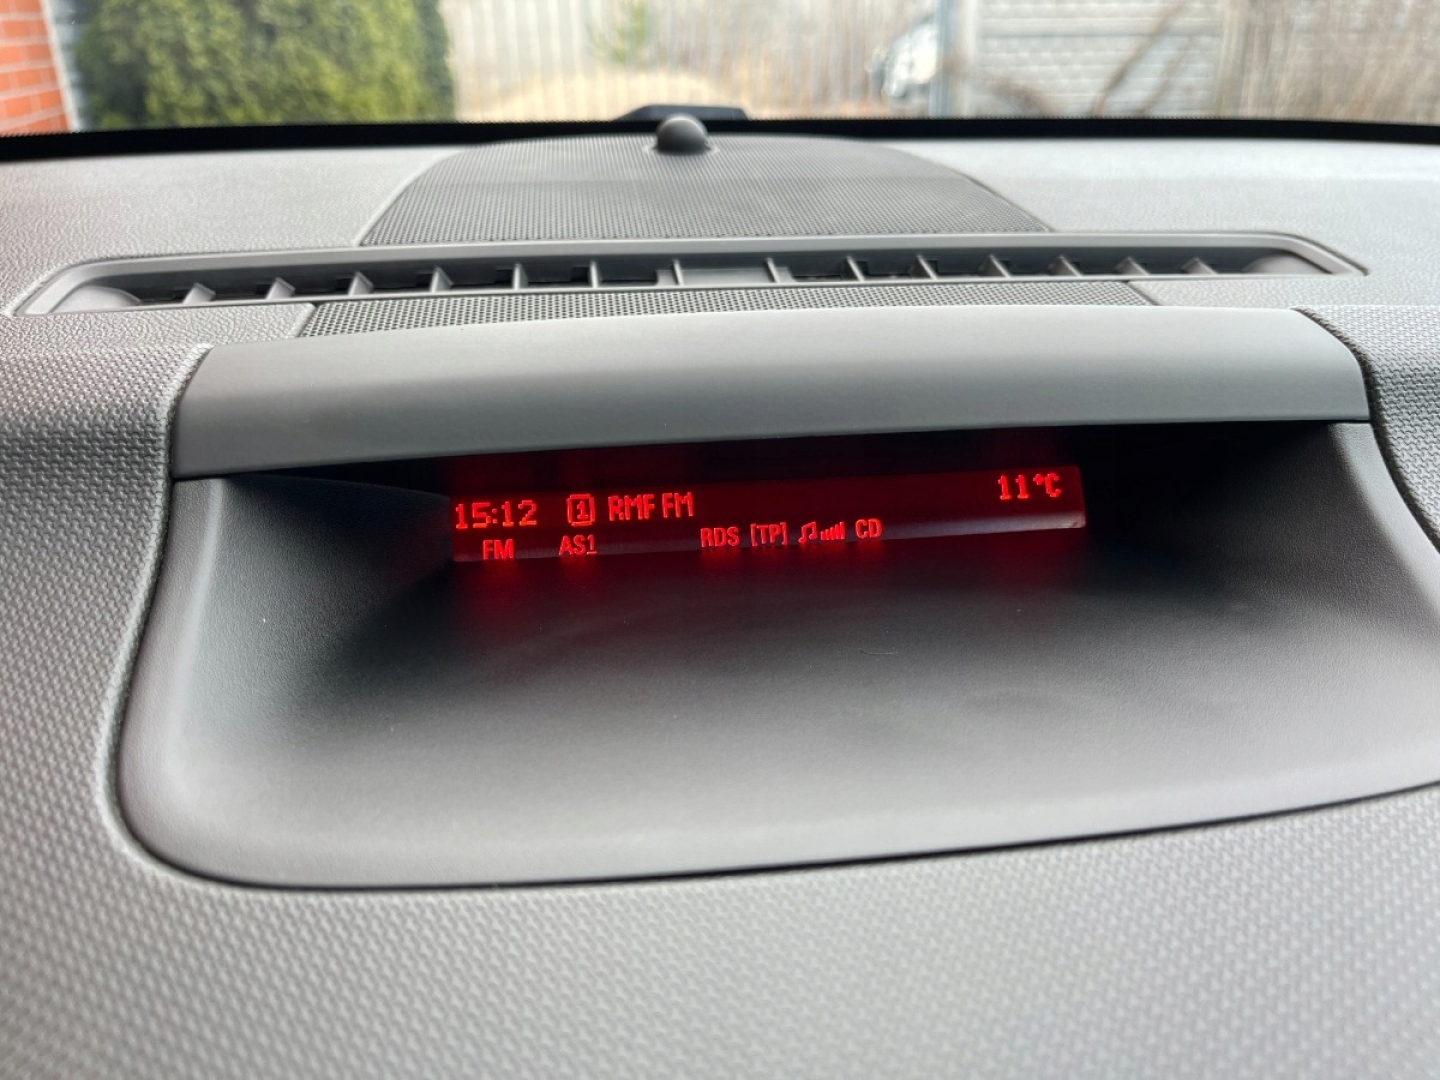 15:12 1 RMF FM 11°C
FM AS1 RDS [TP] CD